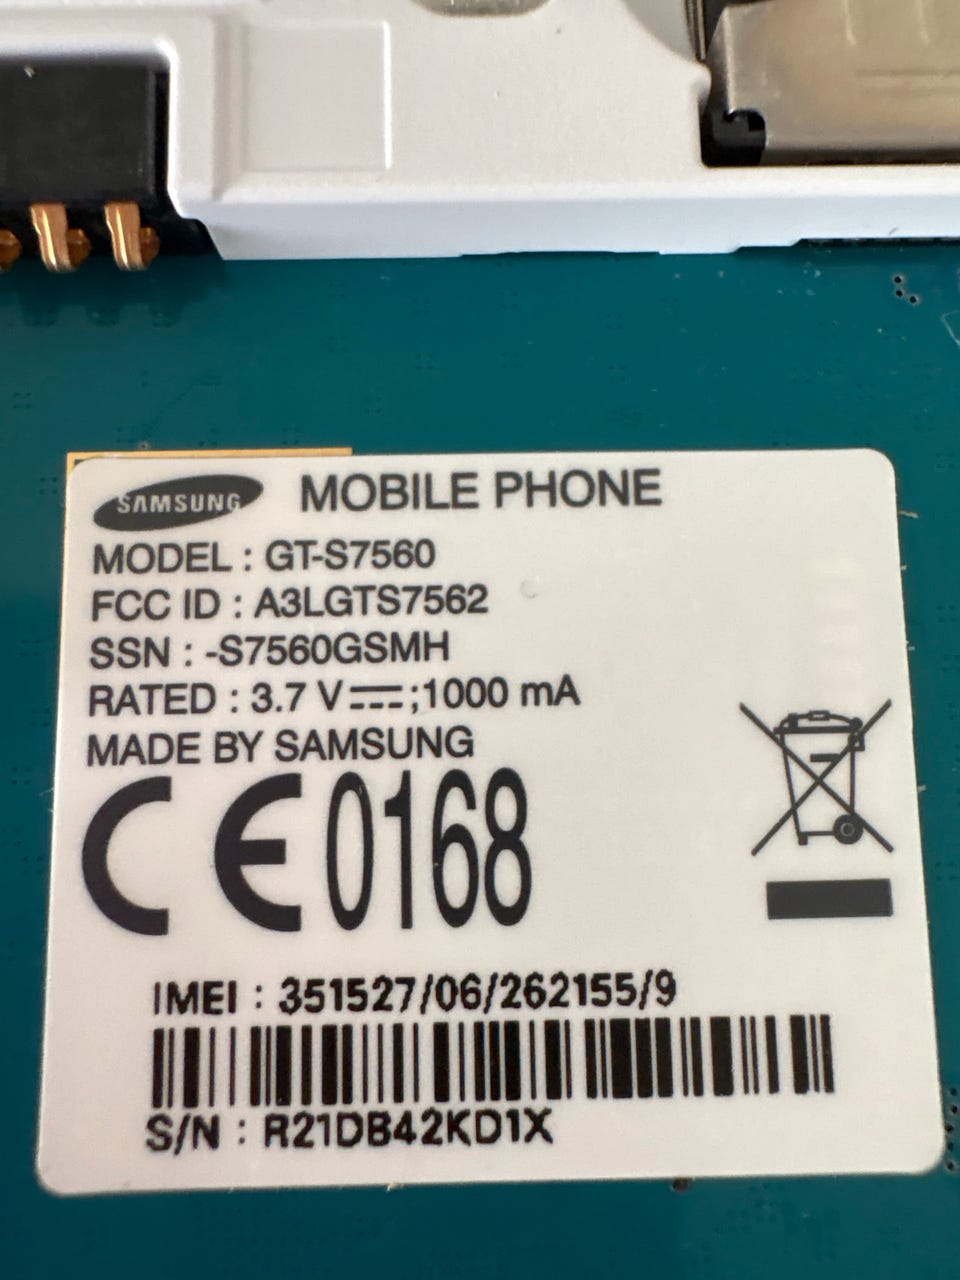 SAMSUNG MOBILE PHONE
MODEL : GT-S7560
FCC ID : A3LGTS7562
SSN : -S7560GSMH
RATED : 3.7 V⎓;1000 mA
MADE BY SAMSUNG
CE0168
IMEI : 351527/06/262155/9
S/N : R21DB42KD1X